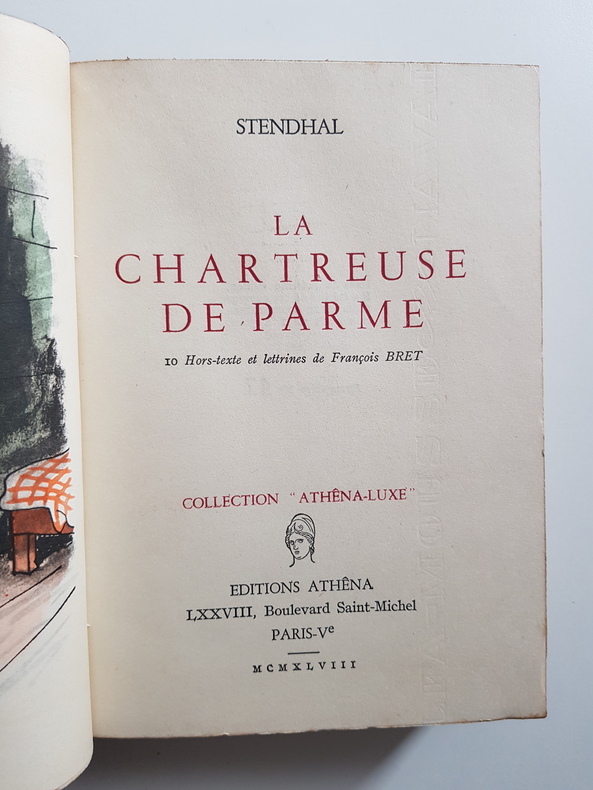 STENDHAL
LA
CHARTREUSE
DE PARME
10 Hors-texte et lettrines de François BRET
COLLECTION "ATHÊNA-LUXE"
EDITIONS ATHÊNA
LXXVIII, Boulevard Saint-Michel
PARIS-Ve
MCMXLVIII